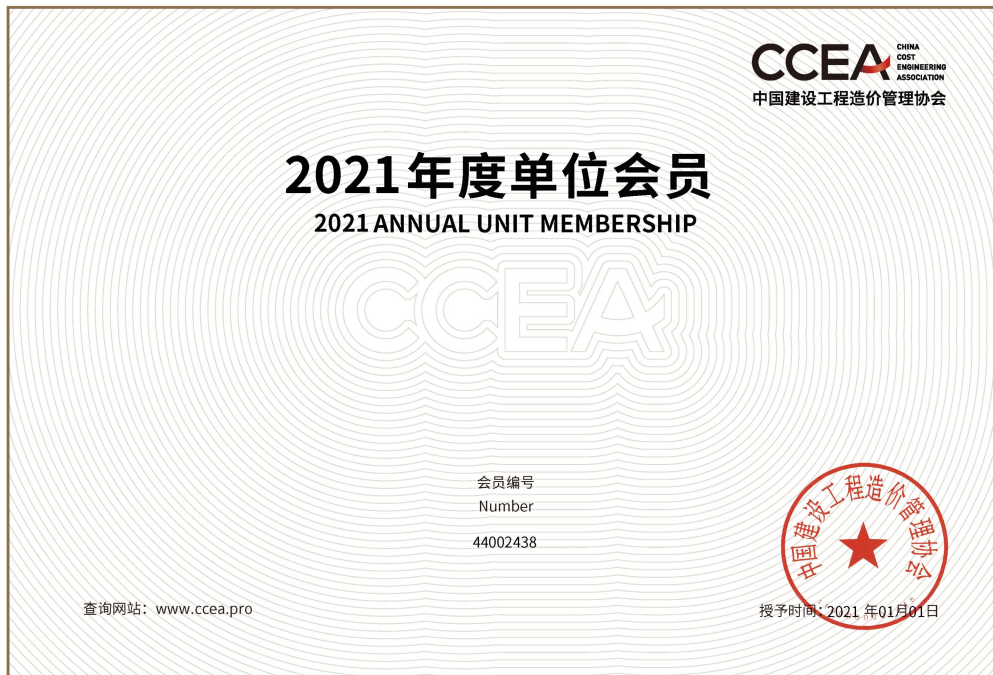 CCEA
CHINA
COST
ENGINEERING
ASSOCIATION
中国建设工程造价管理协会
2021年度单位会员
2021 ANNUAL UNIT MEMBERSHIP
CCEA
会员编号
Number
44002438
中国建设工程造价管理协会
查询网站：www.ccea.pro
授予时间：2021 年01月01日